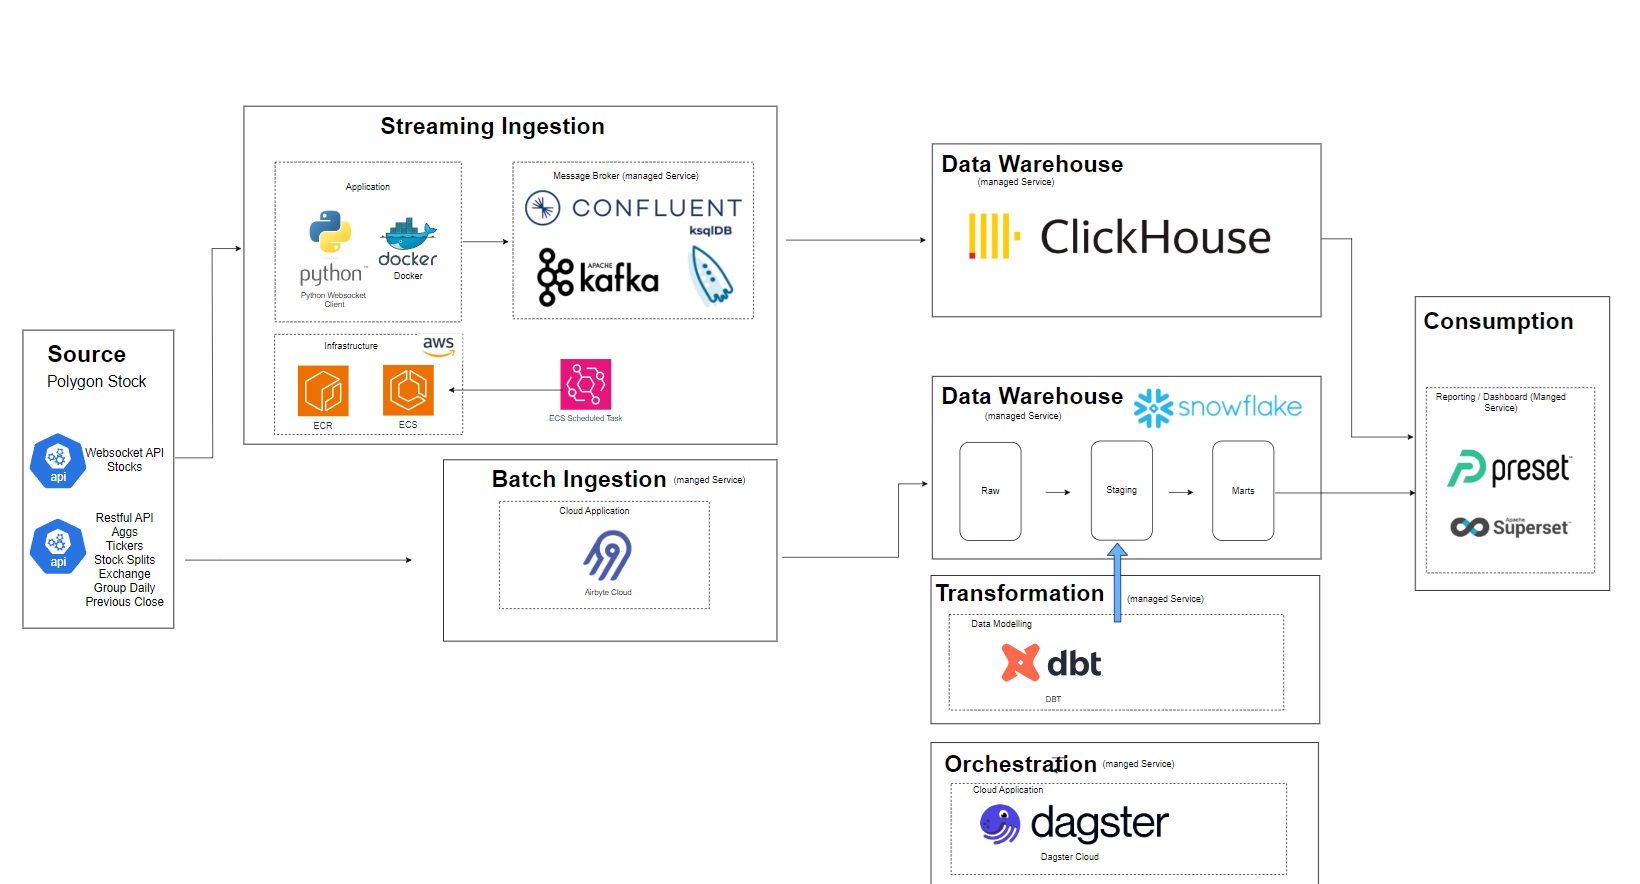 Streaming Ingestion
Application
python™
Python Websocket
Client
docker
Docker
Message Broker (managed Service)
CONFLUENT
ksqlDB
APACHE
kafka
Infrastructure
aws
ECR
ECS
ECS Scheduled Task
Source
Polygon Stock
api
Websocket API
Stocks
api
Restful API
Aggs
Tickers
Stock Splits
Exchange
Group Daily
Previous Close
Batch Ingestion (manged Service)
Cloud Application
Airbyte Cloud
Data Warehouse
(managed Service)
ClickHouse
Data Warehouse
(managed Service)
snowflake
Raw
Staging
Marts
Transformation (managed Service)
Data Modelling
dbt
DBT
Orchestration (manged Service)
Cloud Application
dagster
Dagster Cloud
Consumption
Reporting / Dashboard (Manged
Service)
preset™
Apache
Superset™